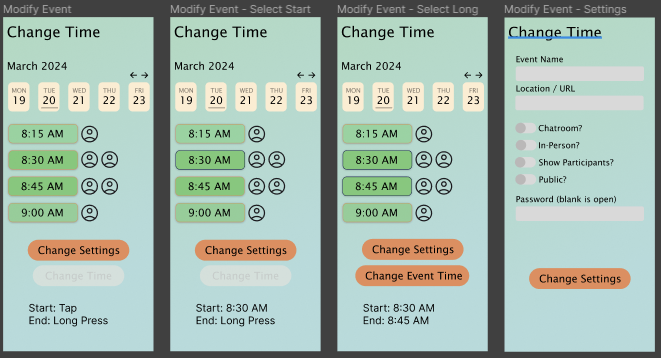 Modify Event
Change Time
March 2024
← →
MON TUE WED THU FRI
19 20 21 22 23
8:15 AM
8:30 AM
8:45 AM
9:00 AM
Change Settings
Change Time
Start: Tap
End: Long Press
Modify Event - Select Start
Change Time
March 2024
← →
MON TUE WED THU FRI
19 20 21 22 23
8:15 AM
8:30 AM
8:45 AM
9:00 AM
Change Settings
Change Time
Start: 8:30 AM
End: Long Press
Modify Event - Select Long
Change Time
March 2024
← →
MON TUE WED THU FRI
19 20 21 22 23
8:15 AM
8:30 AM
8:45 AM
9:00 AM
Change Settings
Change Event Time
Start: 8:30 AM
End: 8:45 AM
Modify Event - Settings
Change Time
Event Name
Location / URL
Chatroom?
In-Person?
Show Participants?
Public?
Password (blank is open)
Change Settings